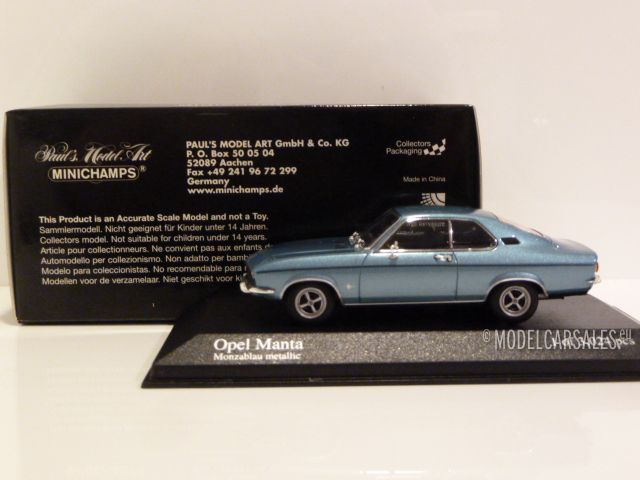 Paul's Model Art
MINICHAMPS®
PAUL'S MODEL ART GmbH & Co. KG
P. O. Box 50 05 04
52089 Aachen
Fax +49 241 96 72 299
Germany
www.minichamps.de
Collectors
Packaging
Made in China
This Product is an Accurate Scale Model and not a Toy.
Sammlermodell. Nicht geeignet für Kinder unter 14 Jahren.
Collectors model. Not suitable for children under 14 years.
Article pour collectionneurs. Ne convient pas aux enfants de
Automodello per collezionismo. Non adatto per
Modelo para coleccionistas. No recomendado para
Modellen voor de verzamelaar. Niet geschikt voor
Opel Manta
Monzablau metallic
© MODELCARSALES.eu
pcs